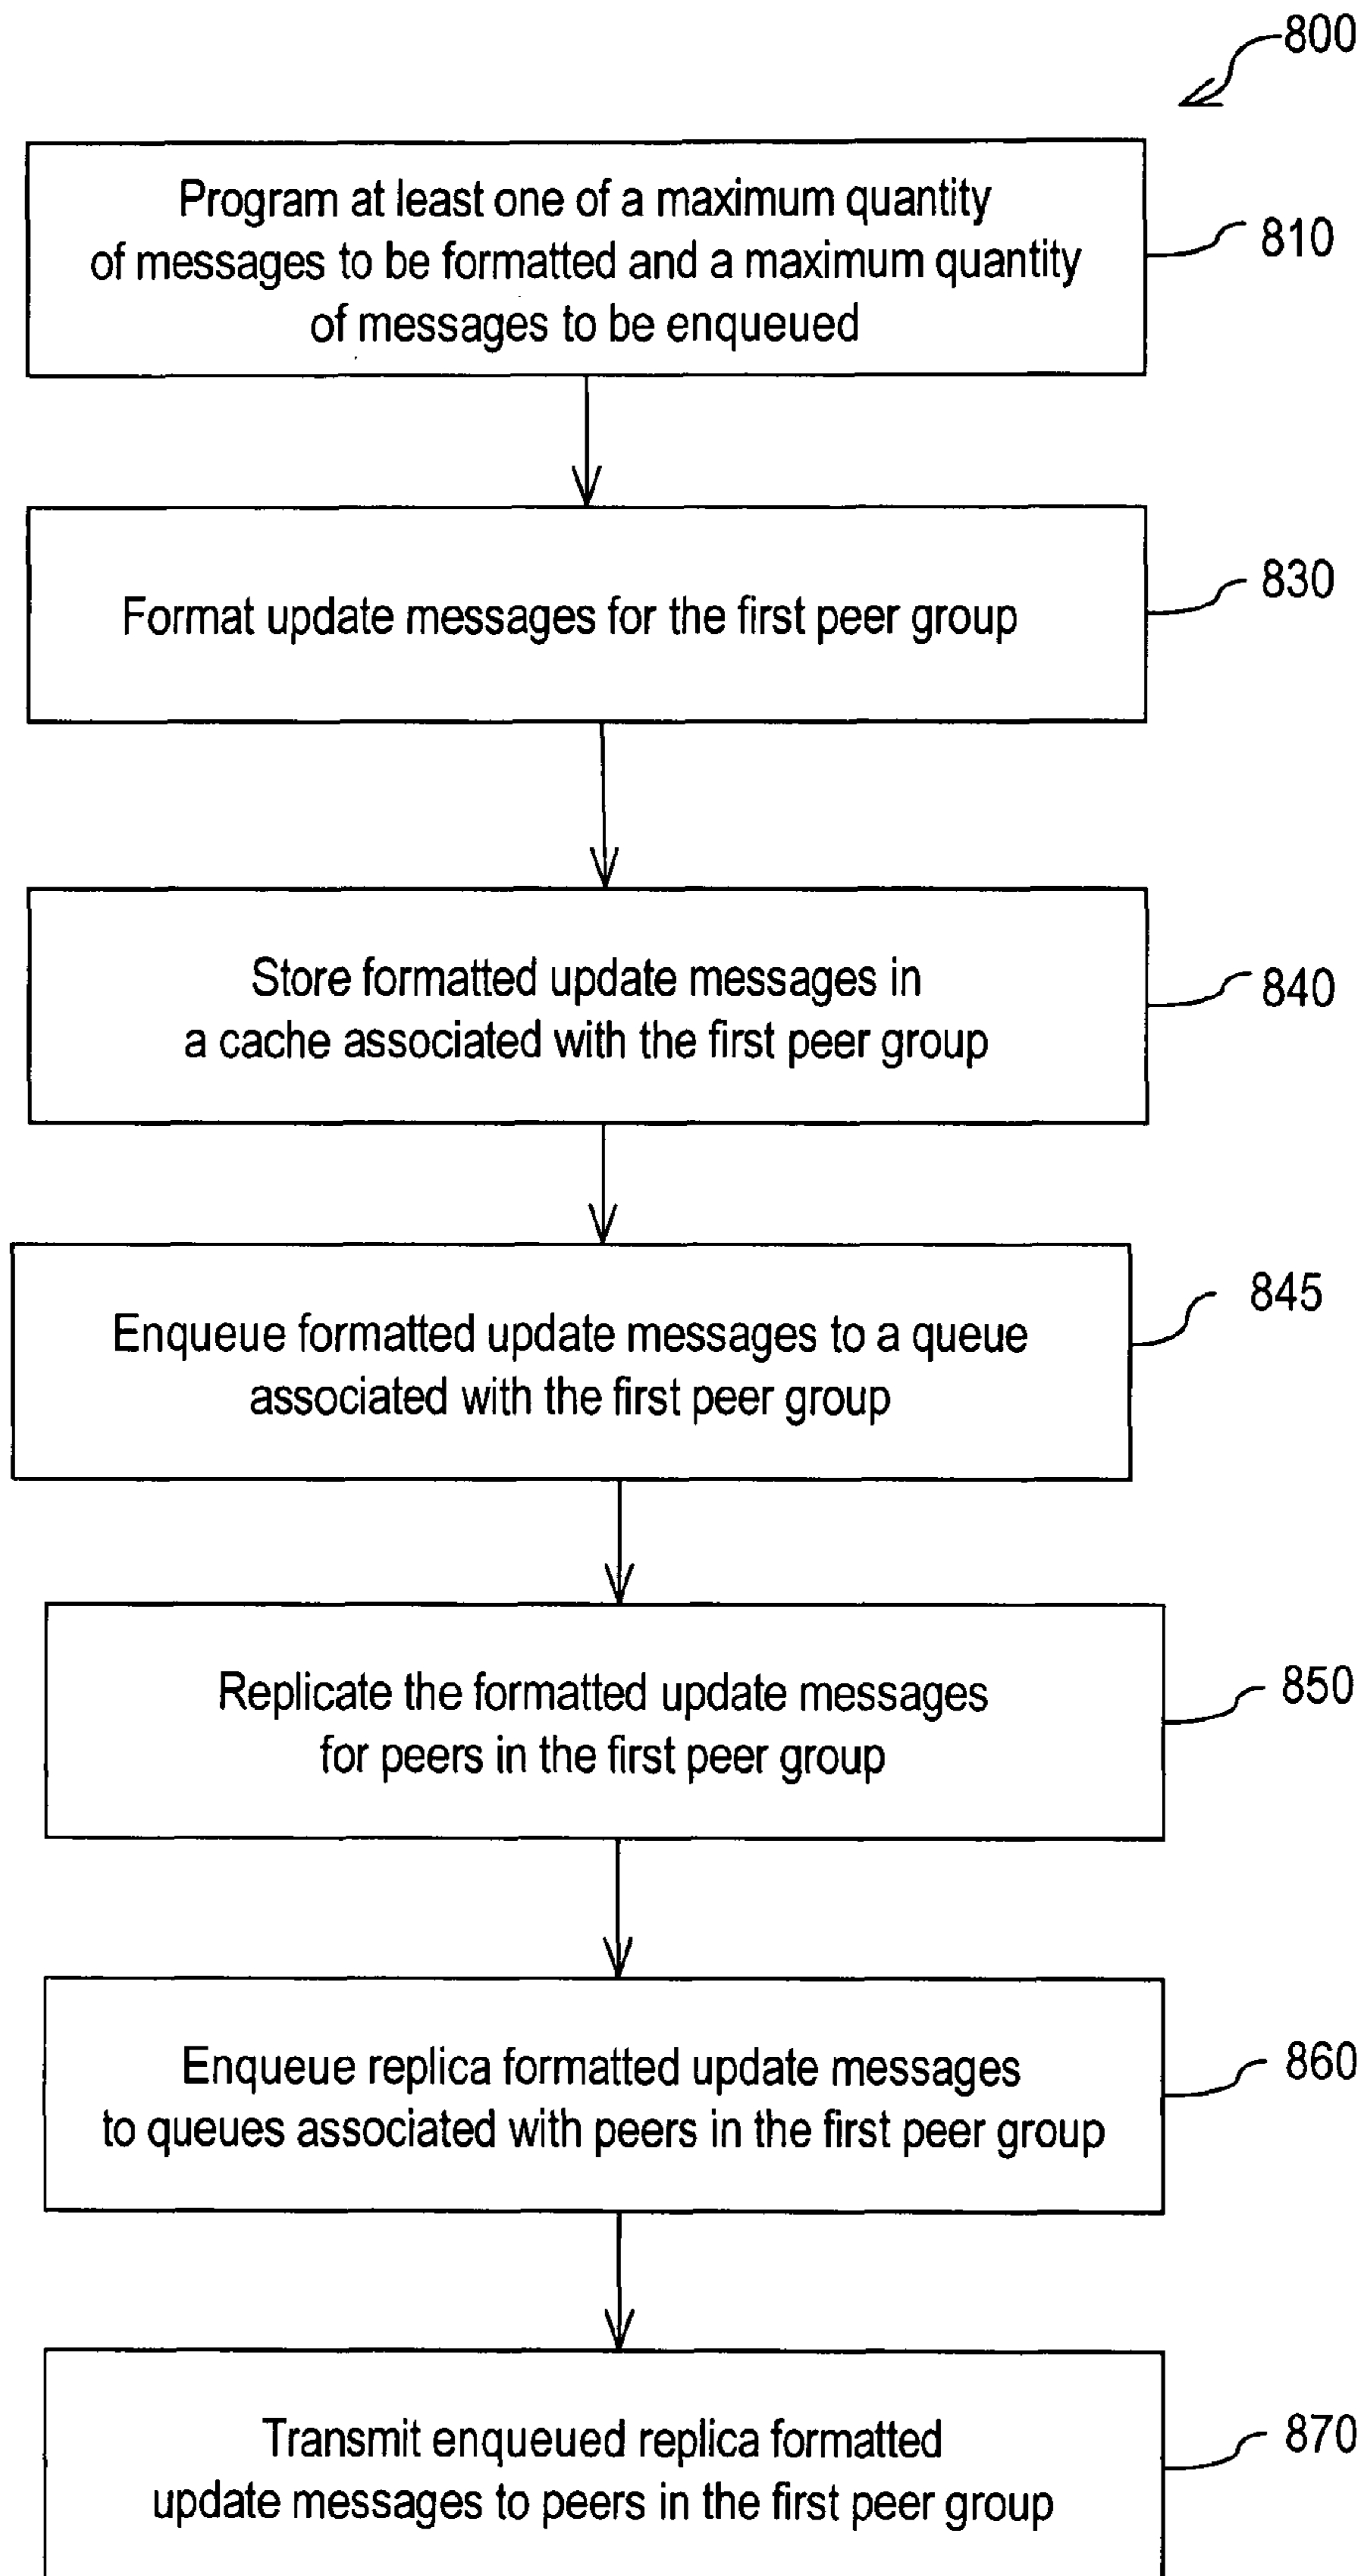 800
Program at least one of a maximum quantity
of messages to be formatted and a maximum quantity
of messages to be enqueued
810
Format update messages for the first peer group
830
Store formatted update messages in
a cache associated with the first peer group
840
Enqueue formatted update messages to a queue
associated with the first peer group
845
Replicate the formatted update messages
for peers in the first peer group
850
Enqueue replica formatted update messages
to queues associated with peers in the first peer group
860
Transmit enqueued replica formatted
update messages to peers in the first peer group
870